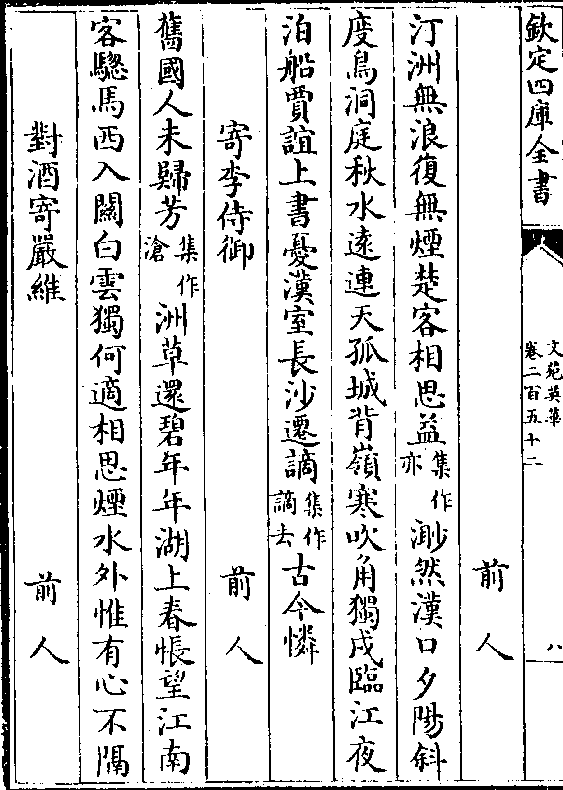 欽定四庫全書
文苑英華
卷二百五十二
八
前人
汀洲無浪復無煙楚客相思益集作亦渺然漢口夕陽斜
度鳥洞庭秋水遠連天孤城背嶺寒吹角獨戍臨江夜
泊船賈誼上書憂漢室長沙遷謫集作謫去古今憐
寄李侍御 前人
舊國人未歸芳集作滄洲草還碧年年湖上春悵望江南
客驄馬西入關白雲獨何適相思煙水外惟有心不隔
對酒寄嚴維 前人